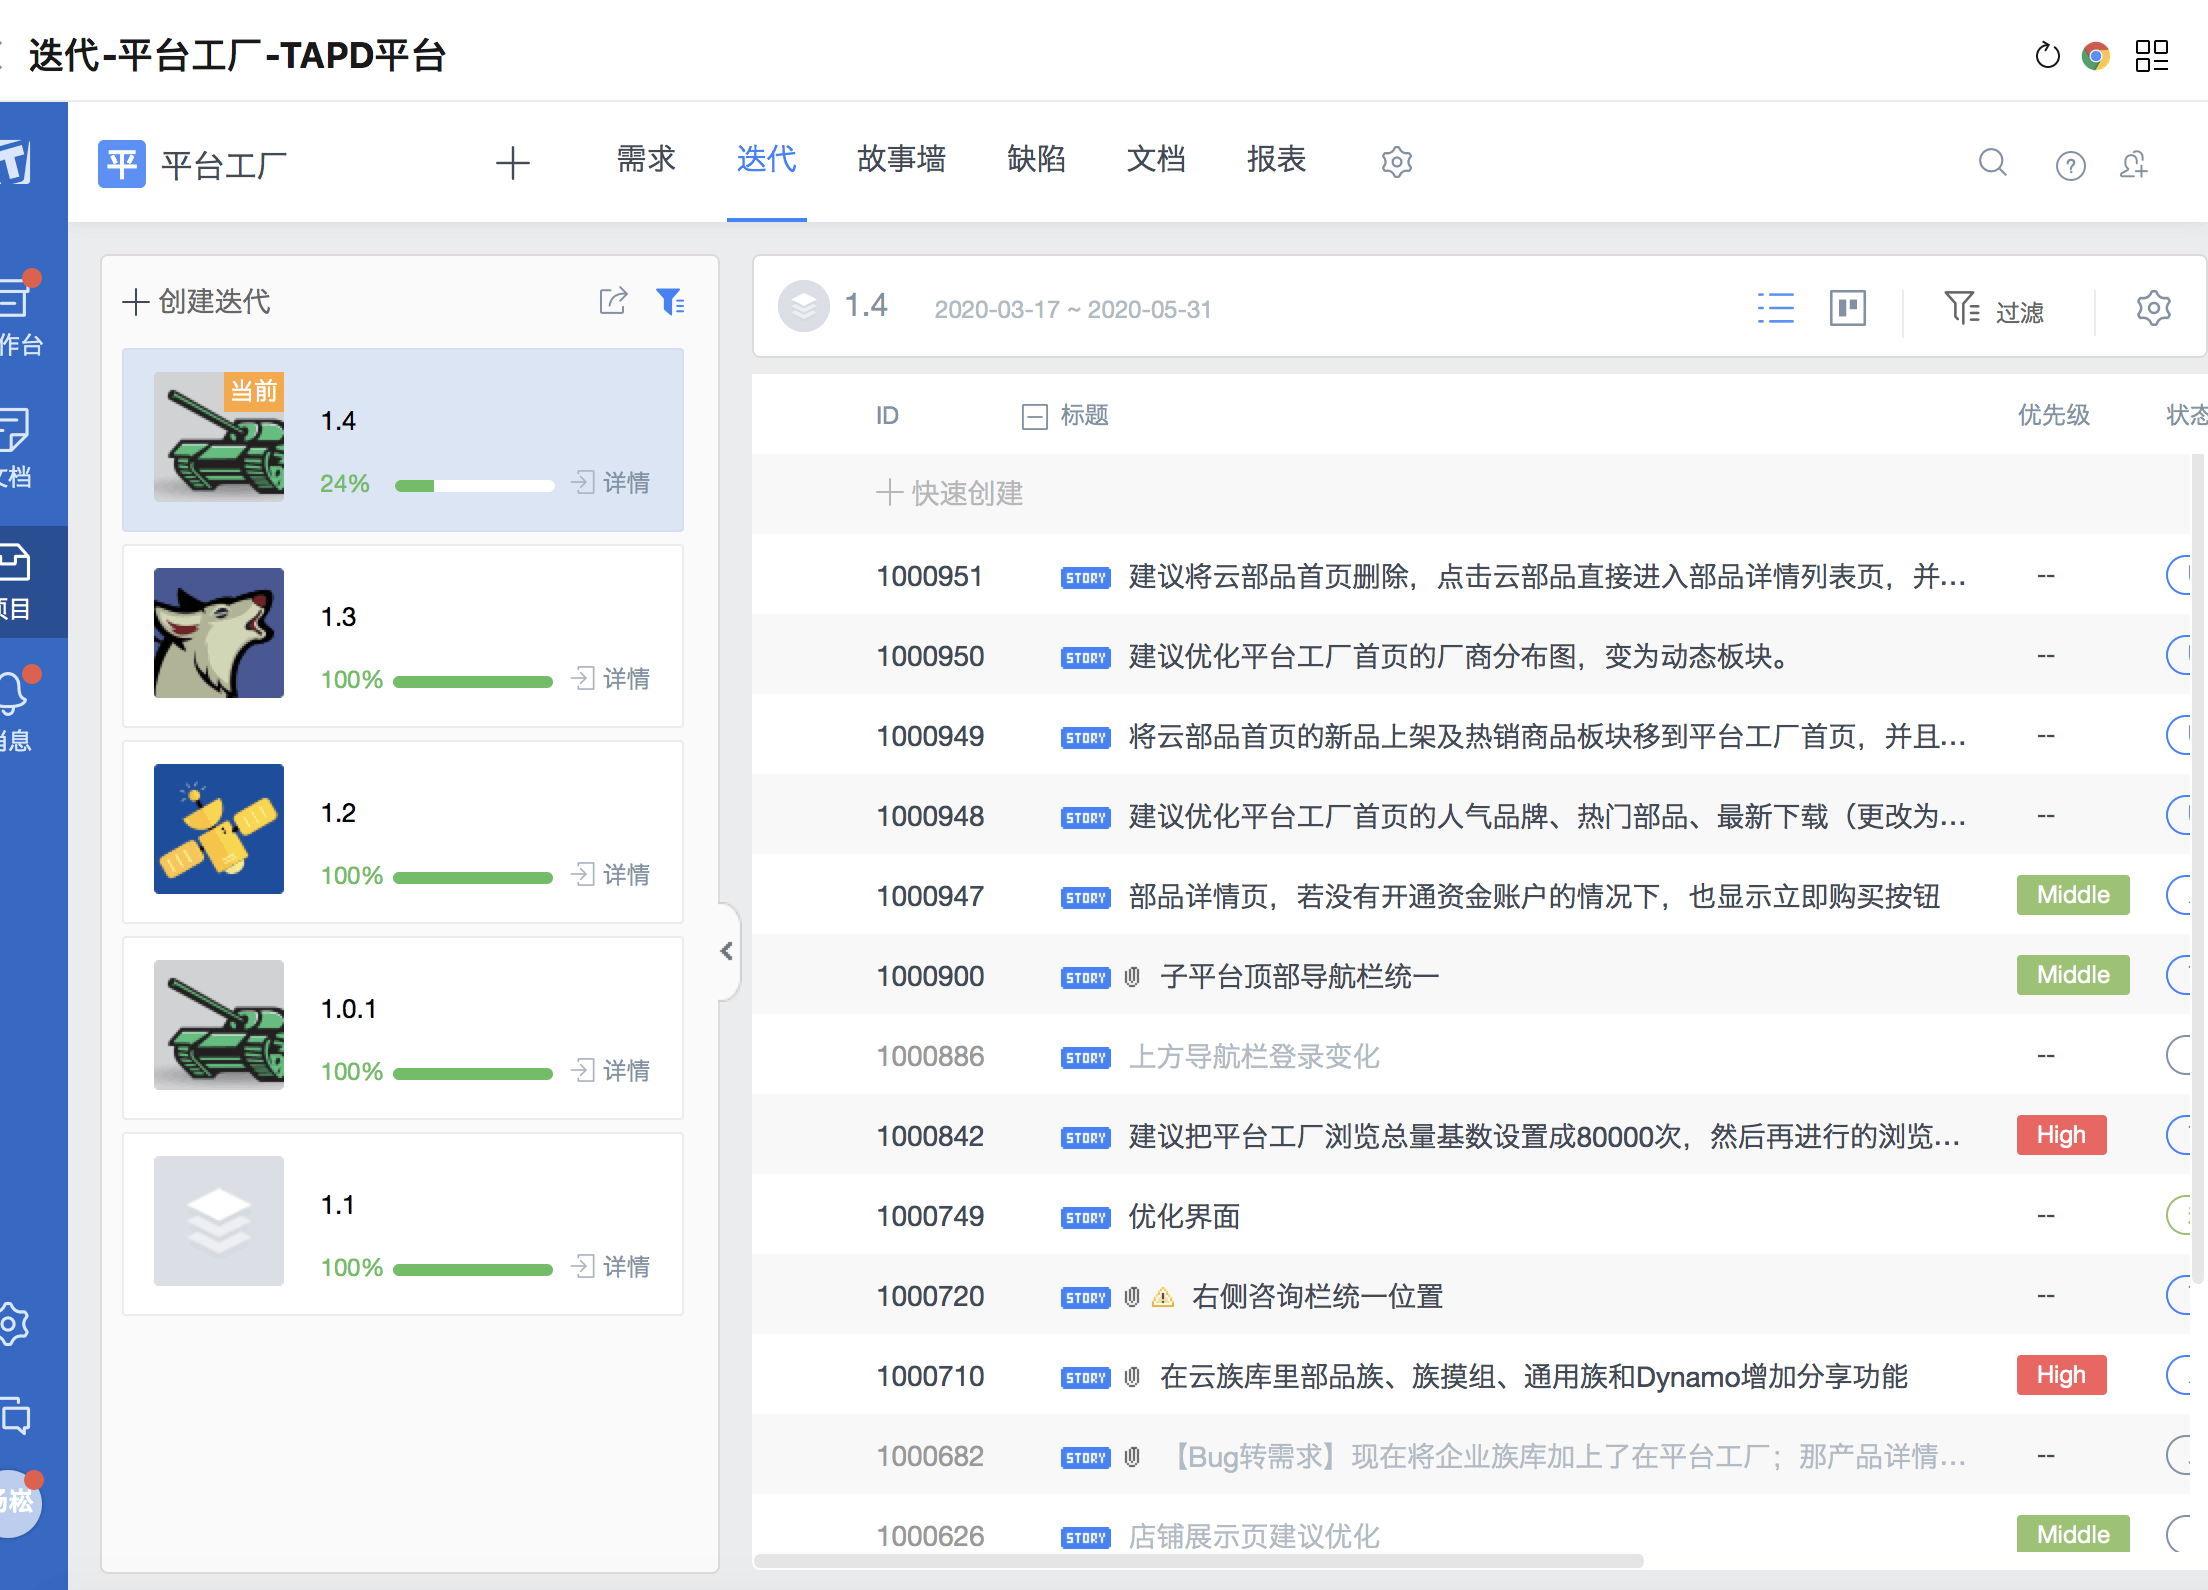 迭代-平台工厂-TAPD平台
平 平台工厂
需求 迭代 故事墙 缺陷 文档 报表
作台
文档
项目
消息
杨崧
创建迭代
当前
1.4
24% 详情
1.3
100% 详情
1.2
100% 详情
1.0.1
100% 详情
1.1
100% 详情
1.4 2020-03-17 ~ 2020-05-31 过滤
ID 标题 优先级 状态
快速创建
1000951 STORY 建议将云部品首页删除，点击云部品直接进入部品详情列表页，并... --
1000950 STORY 建议优化平台工厂首页的厂商分布图，变为动态板块。 --
1000949 STORY 将云部品首页的新品上架及热销商品板块移到平台工厂首页，并且... --
1000948 STORY 建议优化平台工厂首页的人气品牌、热门部品、最新下载（更改为... --
1000947 STORY 部品详情页，若没有开通资金账户的情况下，也显示立即购买按钮 Middle
1000900 STORY 子平台顶部导航栏统一 Middle
1000886 STORY 上方导航栏登录变化 --
1000842 STORY 建议把平台工厂浏览总量基数设置成80000次，然后再进行的浏览... High
1000749 STORY 优化界面 --
1000720 STORY 右侧咨询栏统一位置 --
1000710 STORY 在云族库里部品族、族摸组、通用族和Dynamo增加分享功能 High
1000682 STORY 【Bug转需求】现在将企业族库加上了在平台工厂；那产品详情... --
1000626 STORY 店铺展示页建议优化 Middle